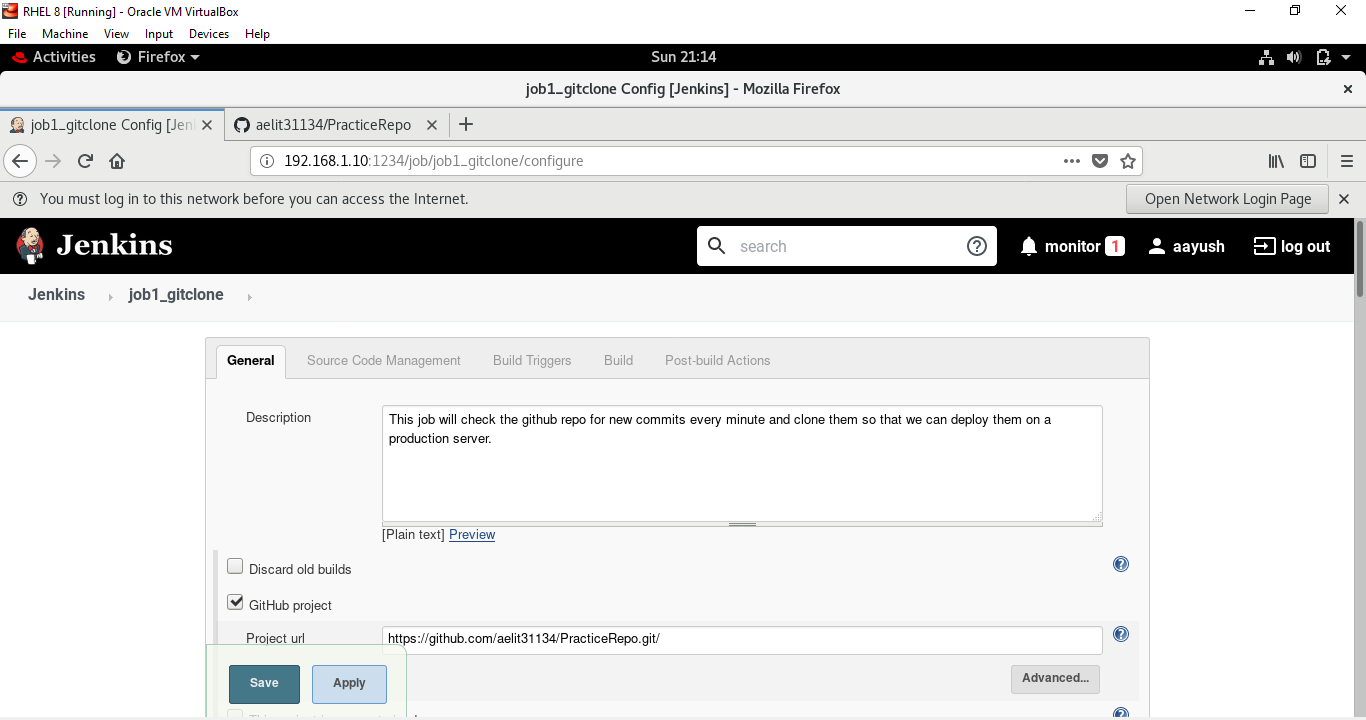 RHEL 8 [Running] - Oracle VM VirtualBox
File Machine View Input Devices Help
Activities Firefox Sun 21:14
job1_gitclone Config [Jenkins] - Mozilla Firefox
job1_gitclone Config [Jen aelit31134/PracticeRepo
192.168.1.10:1234/job/job1_gitclone/configure
You must log in to this network before you can access the Internet. Open Network Login Page
Jenkins search monitor 1 aayush log out
Jenkins job1_gitclone
General Source Code Management Build Triggers Build Post-build Actions
Description
This job will check the github repo for new commits every minute and clone them so that we can deploy them on a
production server.
[Plain text] Preview
Discard old builds
GitHub project
Project url https://github.com/aelit31134/PracticeRepo.git/
Save Apply Advanced...